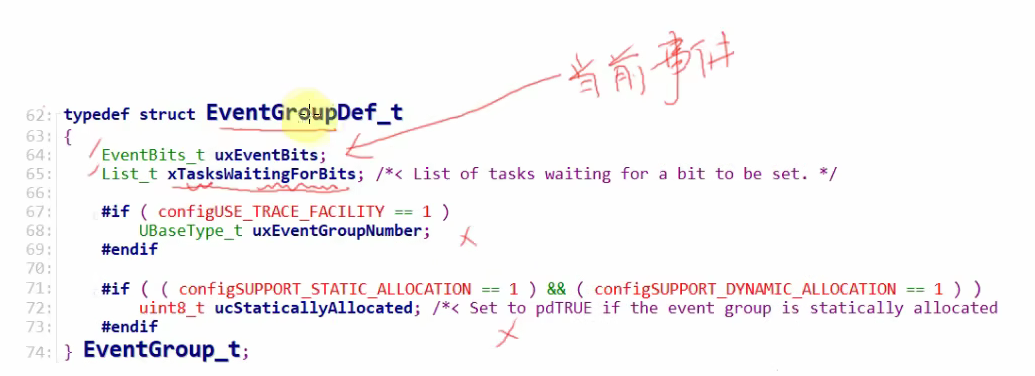 当前事件
62: typedef struct EventGroupDef_t
63: {
64: EventBits_t uxEventBits;
65: List_t xTasksWaitingForBits; /*< List of tasks waiting for a bit to be set. */
66:
67: #if ( configUSE_TRACE_FACILITY == 1 )
68: UBaseType_t uxEventGroupNumber;
69: #endif
70:
71: #if ( ( configSUPPORT_STATIC_ALLOCATION == 1 ) && ( configSUPPORT_DYNAMIC_ALLOCATION == 1 ) )
72: uint8_t ucStaticallyAllocated; /*< Set to pdTRUE if the event group is statically allocated
73: #endif
74: } EventGroup_t;